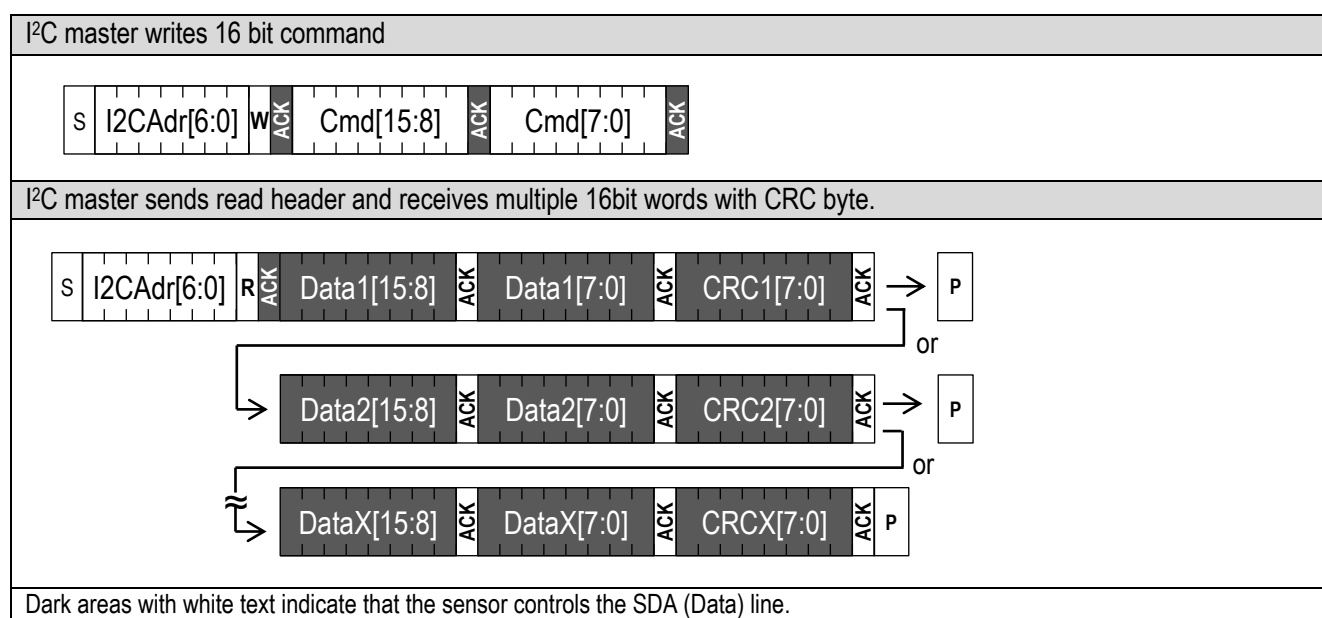 I²C master writes 16 bit command
S I2CAdr[6:0] W ACK Cmd[15:8] ACK Cmd[7:0] ACK
I²C master sends read header and receives multiple 16bit words with CRC byte.
S I2CAdr[6:0] R ACK Data1[15:8] ACK Data1[7:0] ACK CRC1[7:0] ACK P
or
Data2[15:8] ACK Data2[7:0] ACK CRC2[7:0] ACK P
or
DataX[15:8] ACK DataX[7:0] ACK CRCX[7:0] ACK P
Dark areas with white text indicate that the sensor controls the SDA (Data) line.